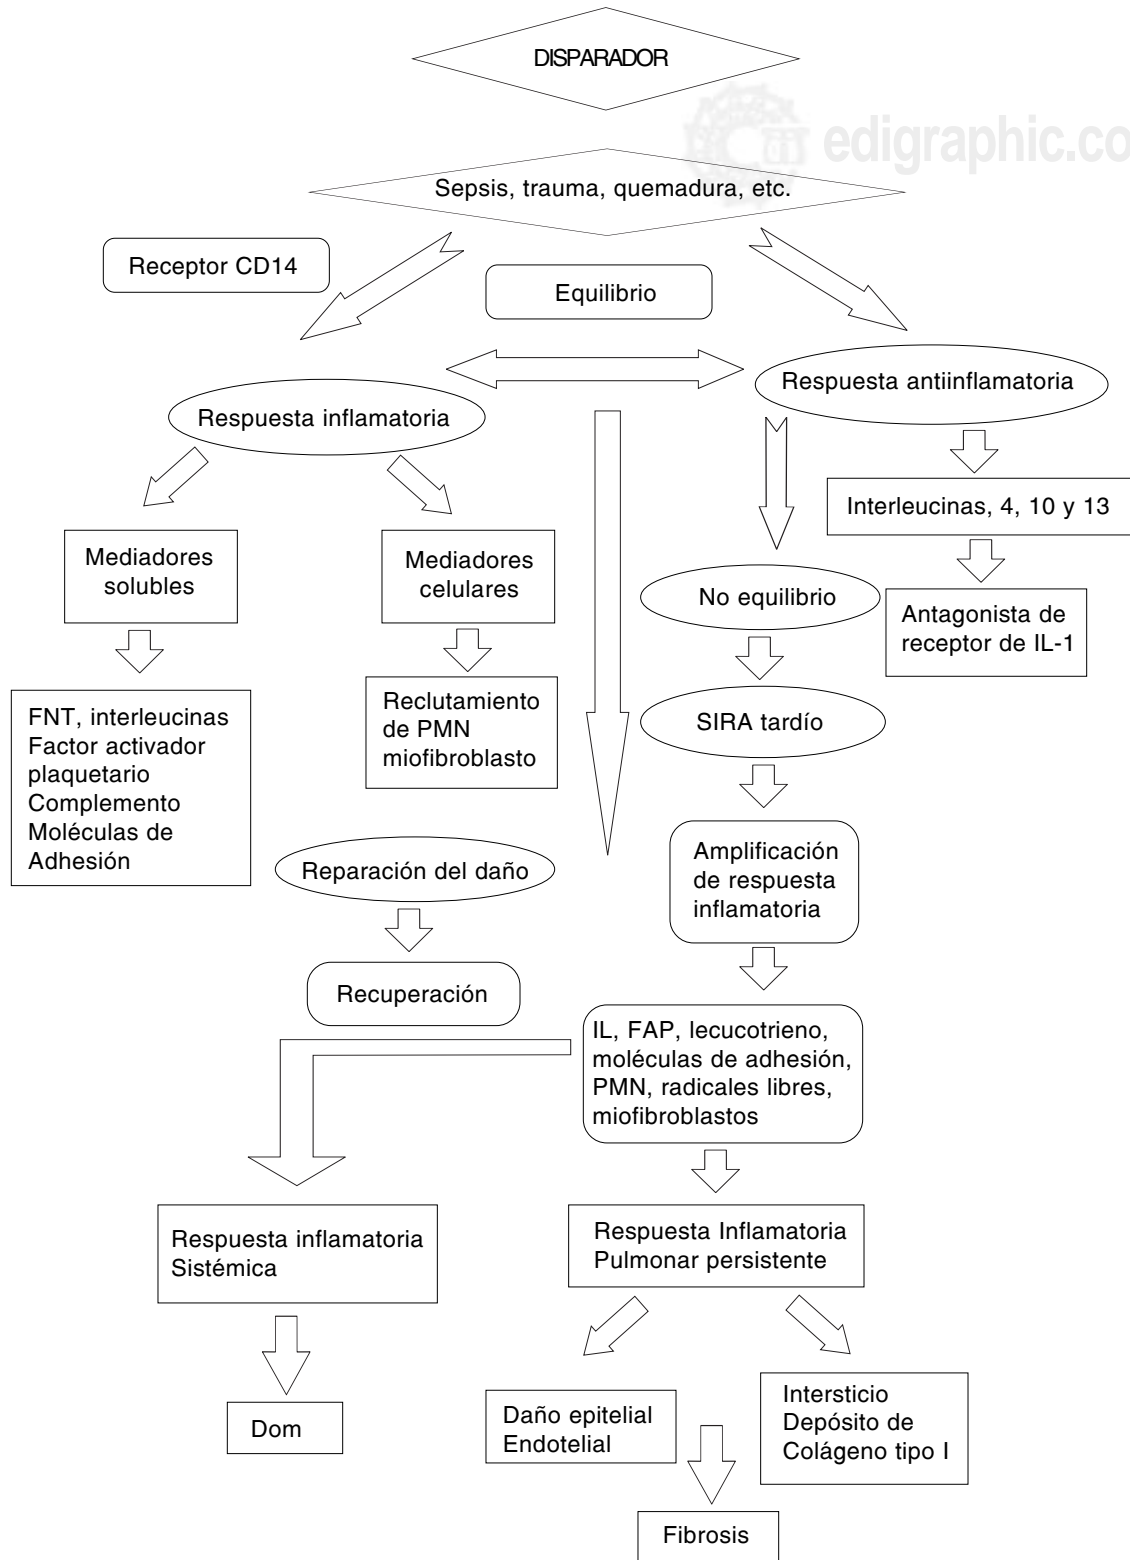 DISPARADOR
edigraphic.co
Sepsis, trauma, quemadura, etc.
Receptor CD14
Equilibrio
Respuesta inflamatoria
Respuesta antiinflamatoria
Mediadores
solubles
Mediadores
celulares
Interleucinas, 4, 10 y 13
No equilibrio
Antagonista de
receptor de IL-1
FNT, interleucinas
Factor activador
plaquetario
Complemento
Moléculas de
Adhesión
Reclutamiento
de PMN
miofibroblasto
SIRA tardío
Reparación del daño
Amplificación
de respuesta
inflamatoria
Recuperación
IL, FAP, lecucotrieno,
moléculas de adhesión,
PMN, radicales libres,
miofibroblastos
Respuesta inflamatoria
Sistémica
Respuesta Inflamatoria
Pulmonar persistente
Dom
Daño epitelial
Endotelial
Intersticio
Depósito de
Colágeno tipo I
Fibrosis